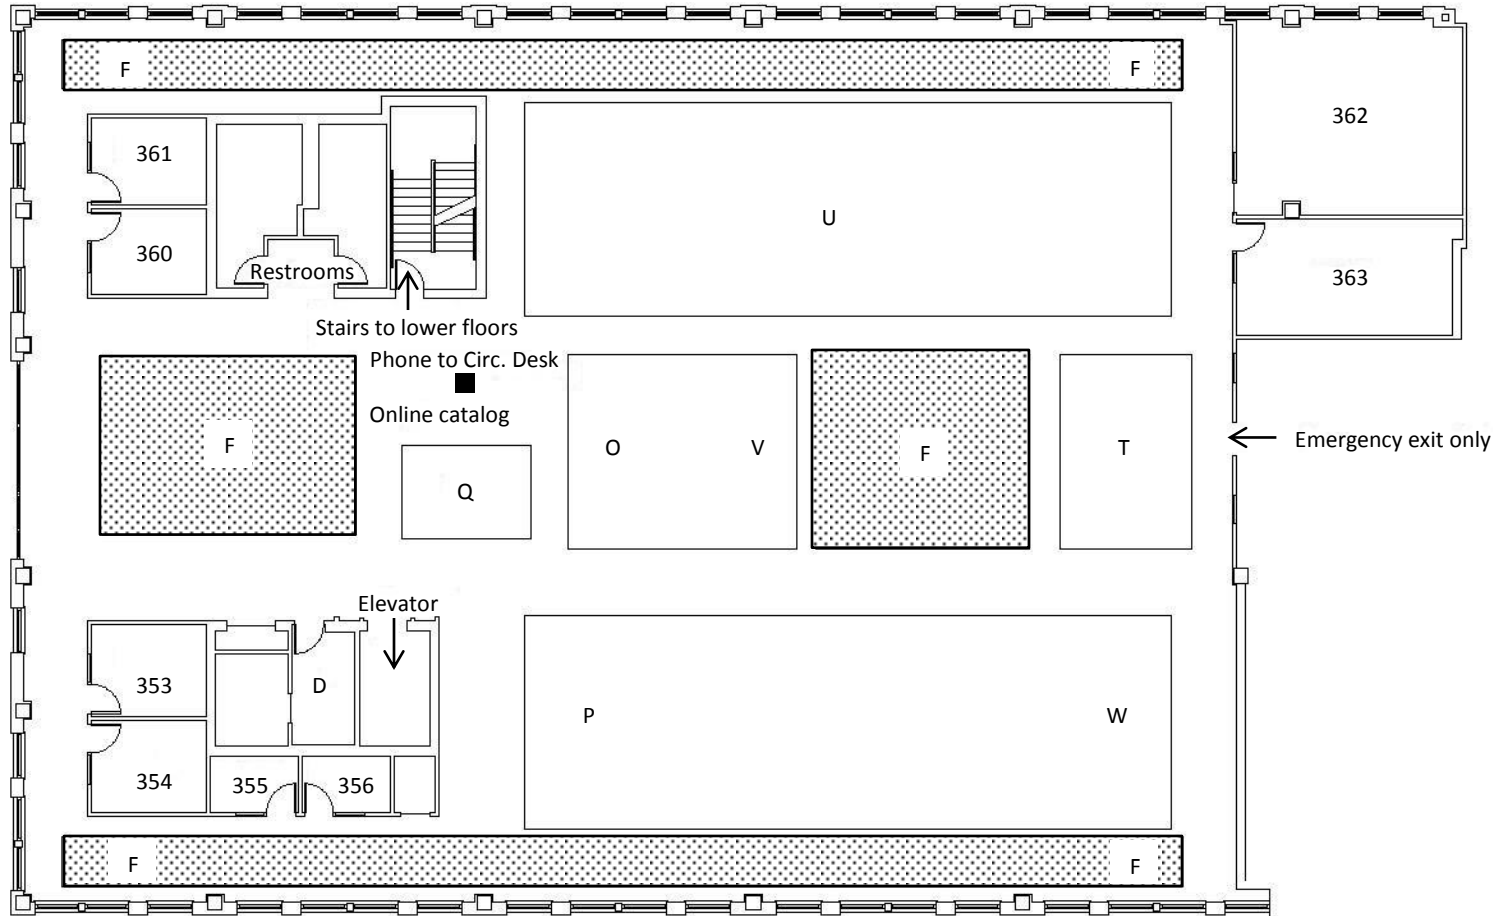 F
F
361
362
U
360
Restrooms
363
Stairs to lower floors
Phone to Circ. Desk
Online catalog
F
O
V
F
T
Emergency exit only
Q
Elevator
353
D
P
W
354
355
356
F
F